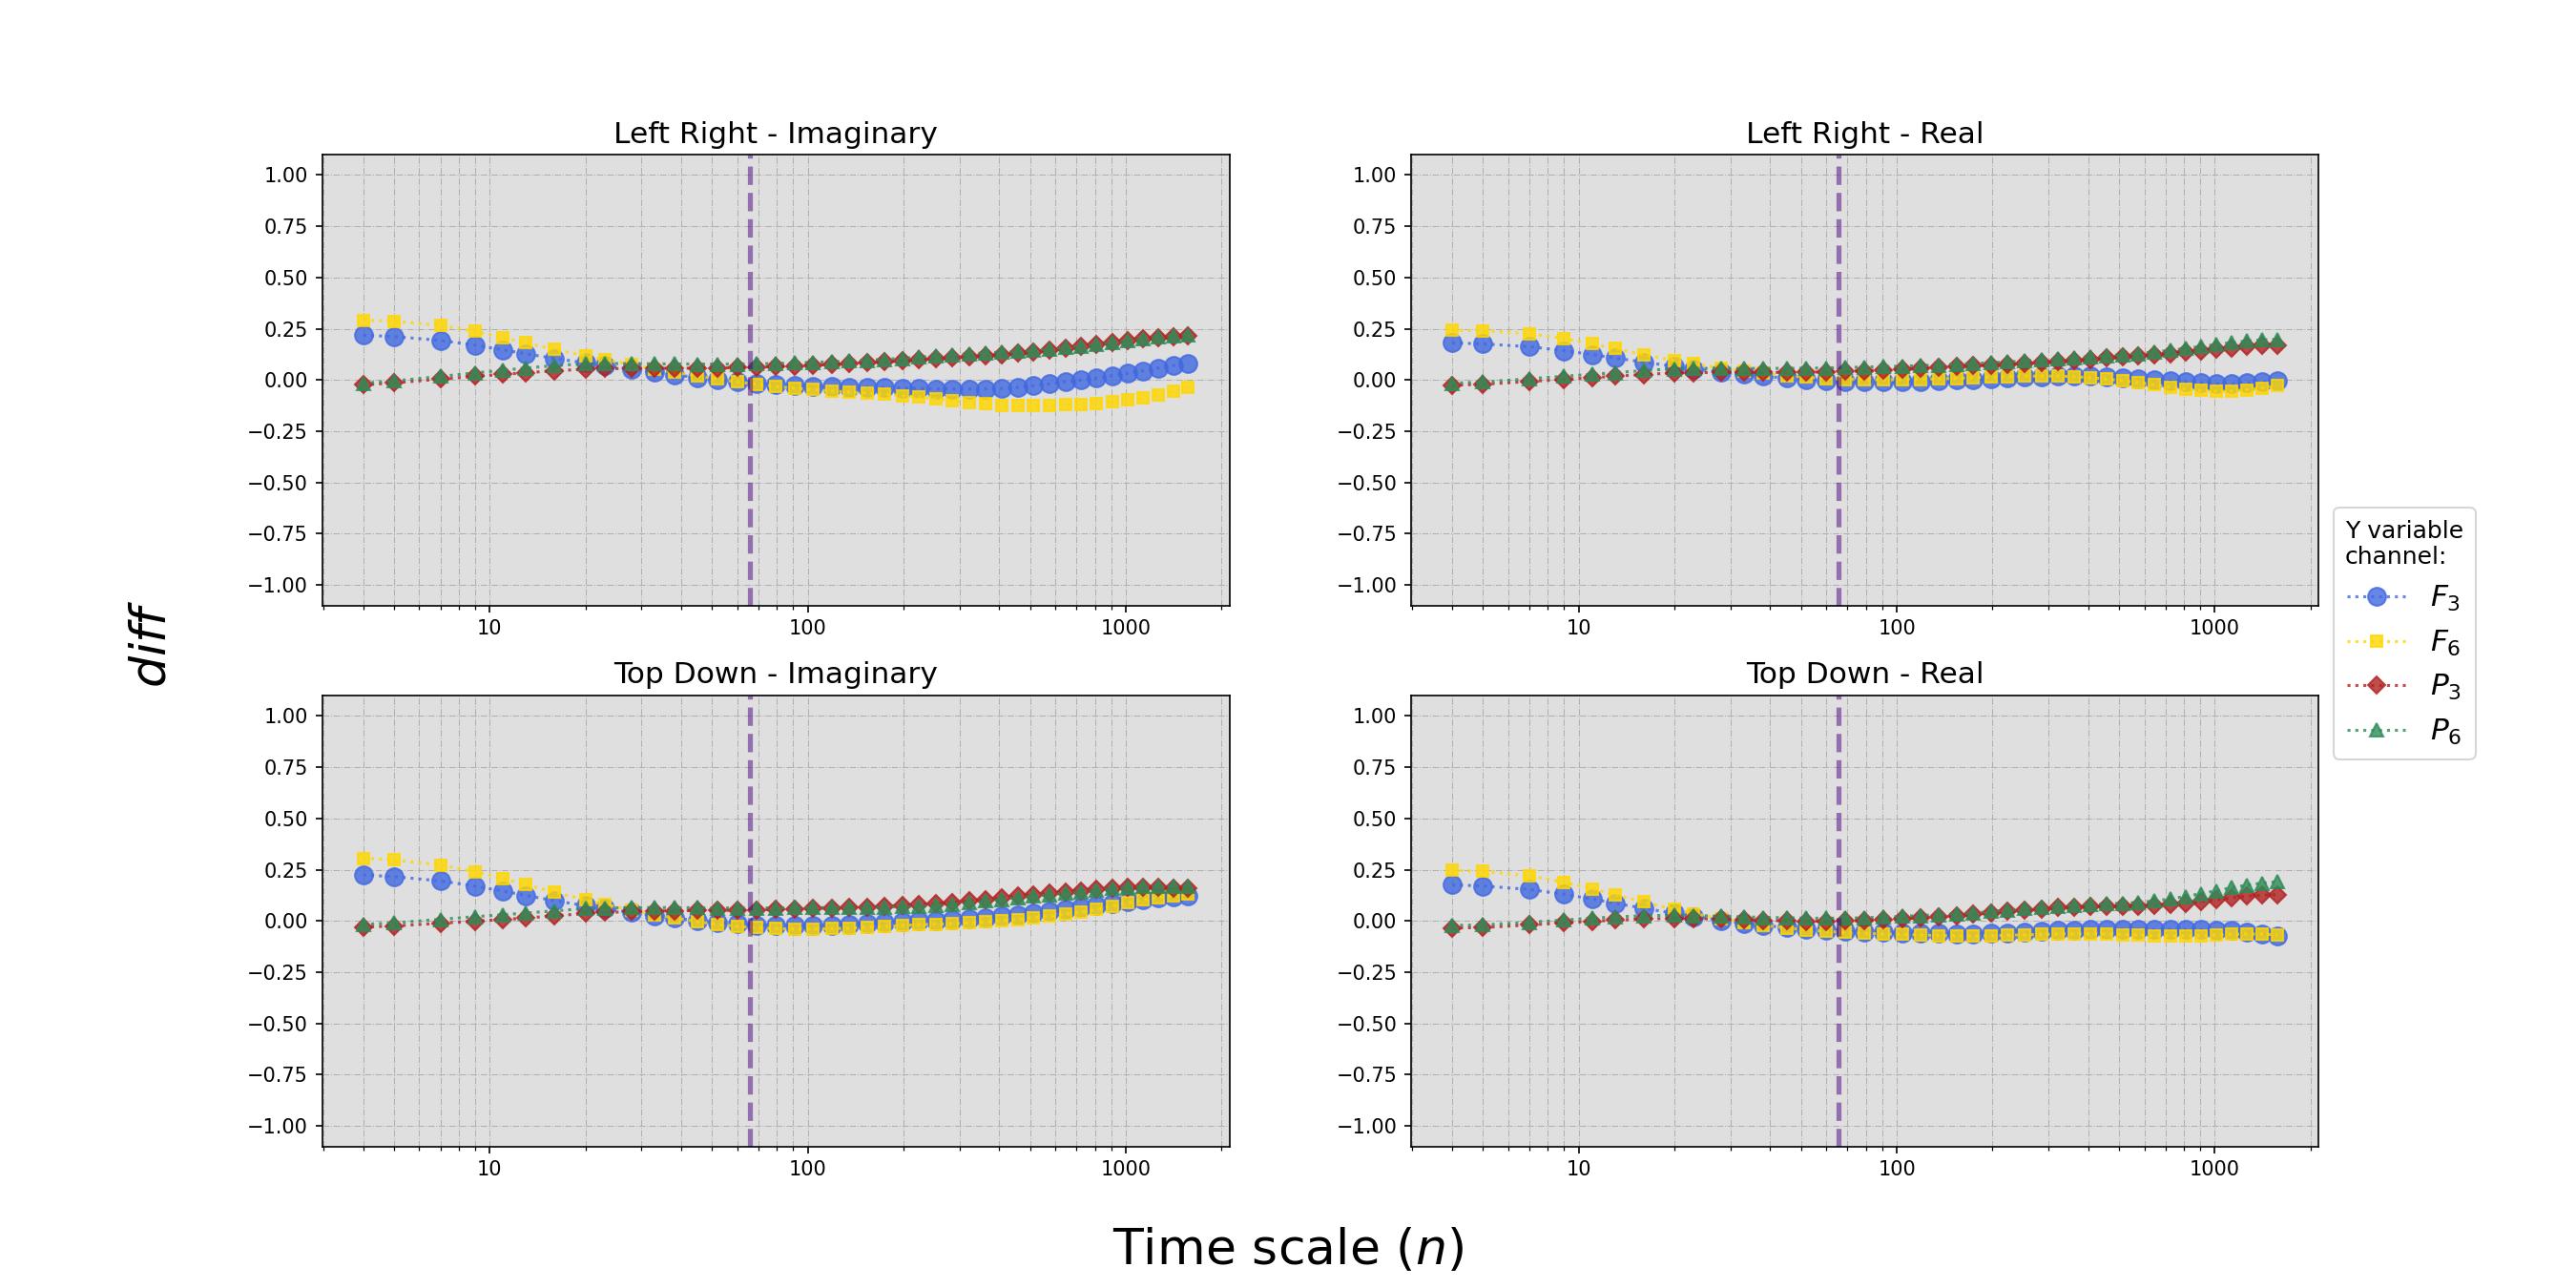 Left Right - Imaginary
1.00
0.75
0.50
0.25
0.00
−0.25
−0.50
−0.75
−1.00
10 100 1000
Left Right - Real
1.00
0.75
0.50
0.25
0.00
−0.25
−0.50
−0.75
−1.00
10 100 1000
Top Down - Imaginary
1.00
0.75
0.50
0.25
0.00
−0.25
−0.50
−0.75
−1.00
10 100 1000
Top Down - Real
1.00
0.75
0.50
0.25
0.00
−0.25
−0.50
−0.75
−1.00
10 100 1000
Y variable
channel:
F3
F6
P3
P6
diff
Time scale (n)